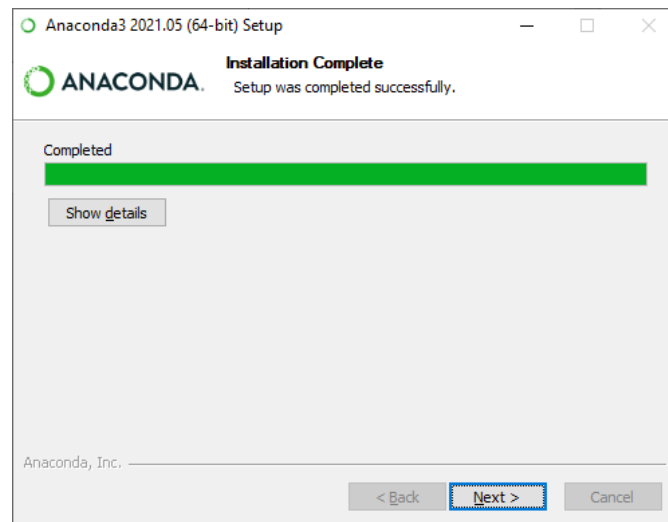 Anaconda3 2021.05 (64-bit) Setup
Installation Complete
ANACONDA.
Setup was completed successfully.
Completed
Show details
Anaconda, Inc.
< Back
Next >
Cancel